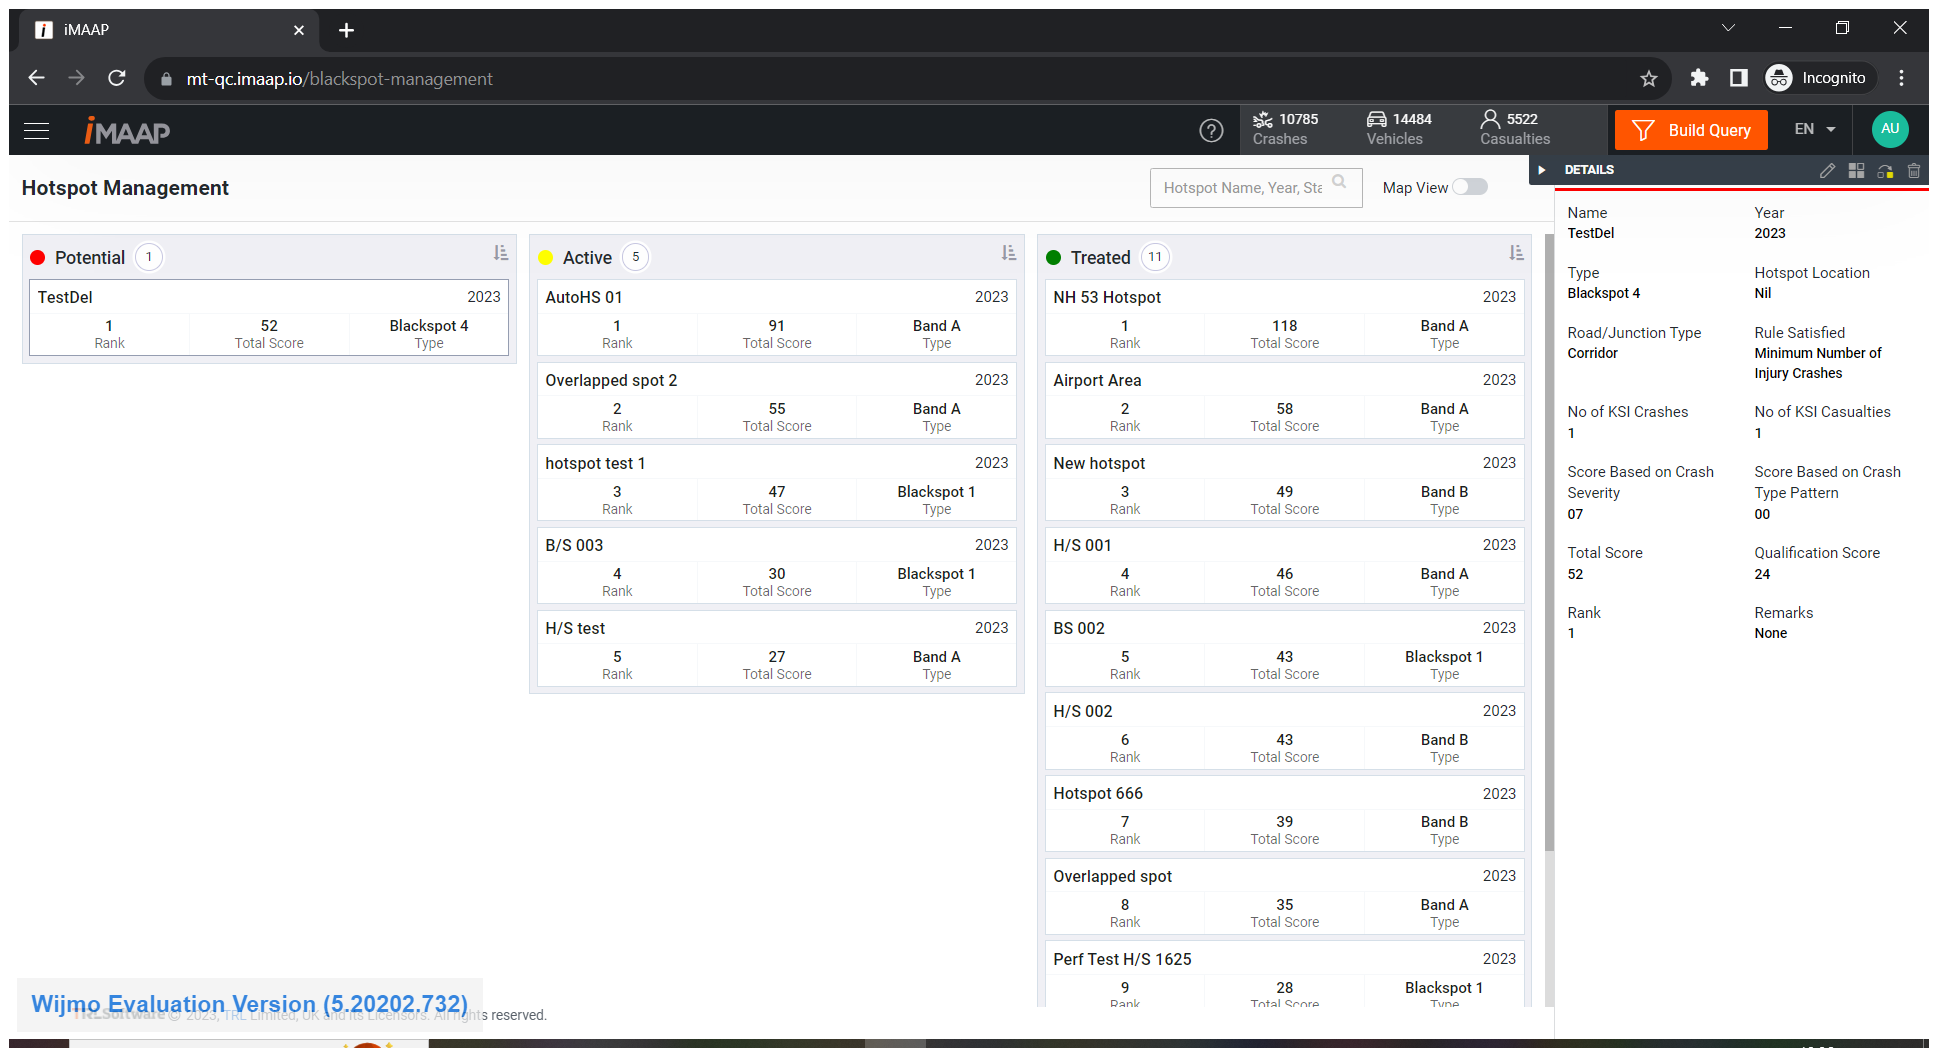 iMAAP
mt-qc.imaap.io/blackspot-management
Incognito
iMAAP
10785
Crashes
14484
Vehicles
5522
Casualties
Build Query
EN
AU
Hotspot Management
Hotspot Name, Year, Sta
Map View
Potential 1
TestDel 2023
1 52 Blackspot 4
Rank Total Score Type
Active 5
AutoHS 01 2023
1 91 Band A
Rank Total Score Type
Overlapped spot 2 2023
2 55 Band A
Rank Total Score Type
hotspot test 1 2023
3 47 Blackspot 1
Rank Total Score Type
B/S 003 2023
4 30 Blackspot 1
Rank Total Score Type
H/S test 2023
5 27 Band A
Rank Total Score Type
Treated 11
NH 53 Hotspot 2023
1 118 Band A
Rank Total Score Type
Airport Area 2023
2 58 Band A
Rank Total Score Type
New hotspot 2023
3 49 Band B
Rank Total Score Type
H/S 001 2023
4 46 Band A
Rank Total Score Type
BS 002 2023
5 43 Blackspot 1
Rank Total Score Type
H/S 002 2023
6 43 Band B
Rank Total Score Type
Hotspot 666 2023
7 39 Band B
Rank Total Score Type
Overlapped spot 2023
8 35 Band A
Rank Total Score Type
Perf Test H/S 1625 2023
9 28 Blackspot 1
Rank Total Score Type
DETAILS
Name Year
TestDel 2023
Type Hotspot Location
Blackspot 4 Nil
Road/Junction Type Rule Satisfied
Corridor Minimum Number of
Injury Crashes
No of KSI Crashes No of KSI Casualties
1 1
Score Based on Crash Score Based on Crash
Severity Type Pattern
07 00
Total Score Qualification Score
52 24
Rank Remarks
1 None
Wijmo Evaluation Version (5.20202.732)
TRLSoftware © 2023, TRL Limited, UK and its Licensors. All rights reserved.